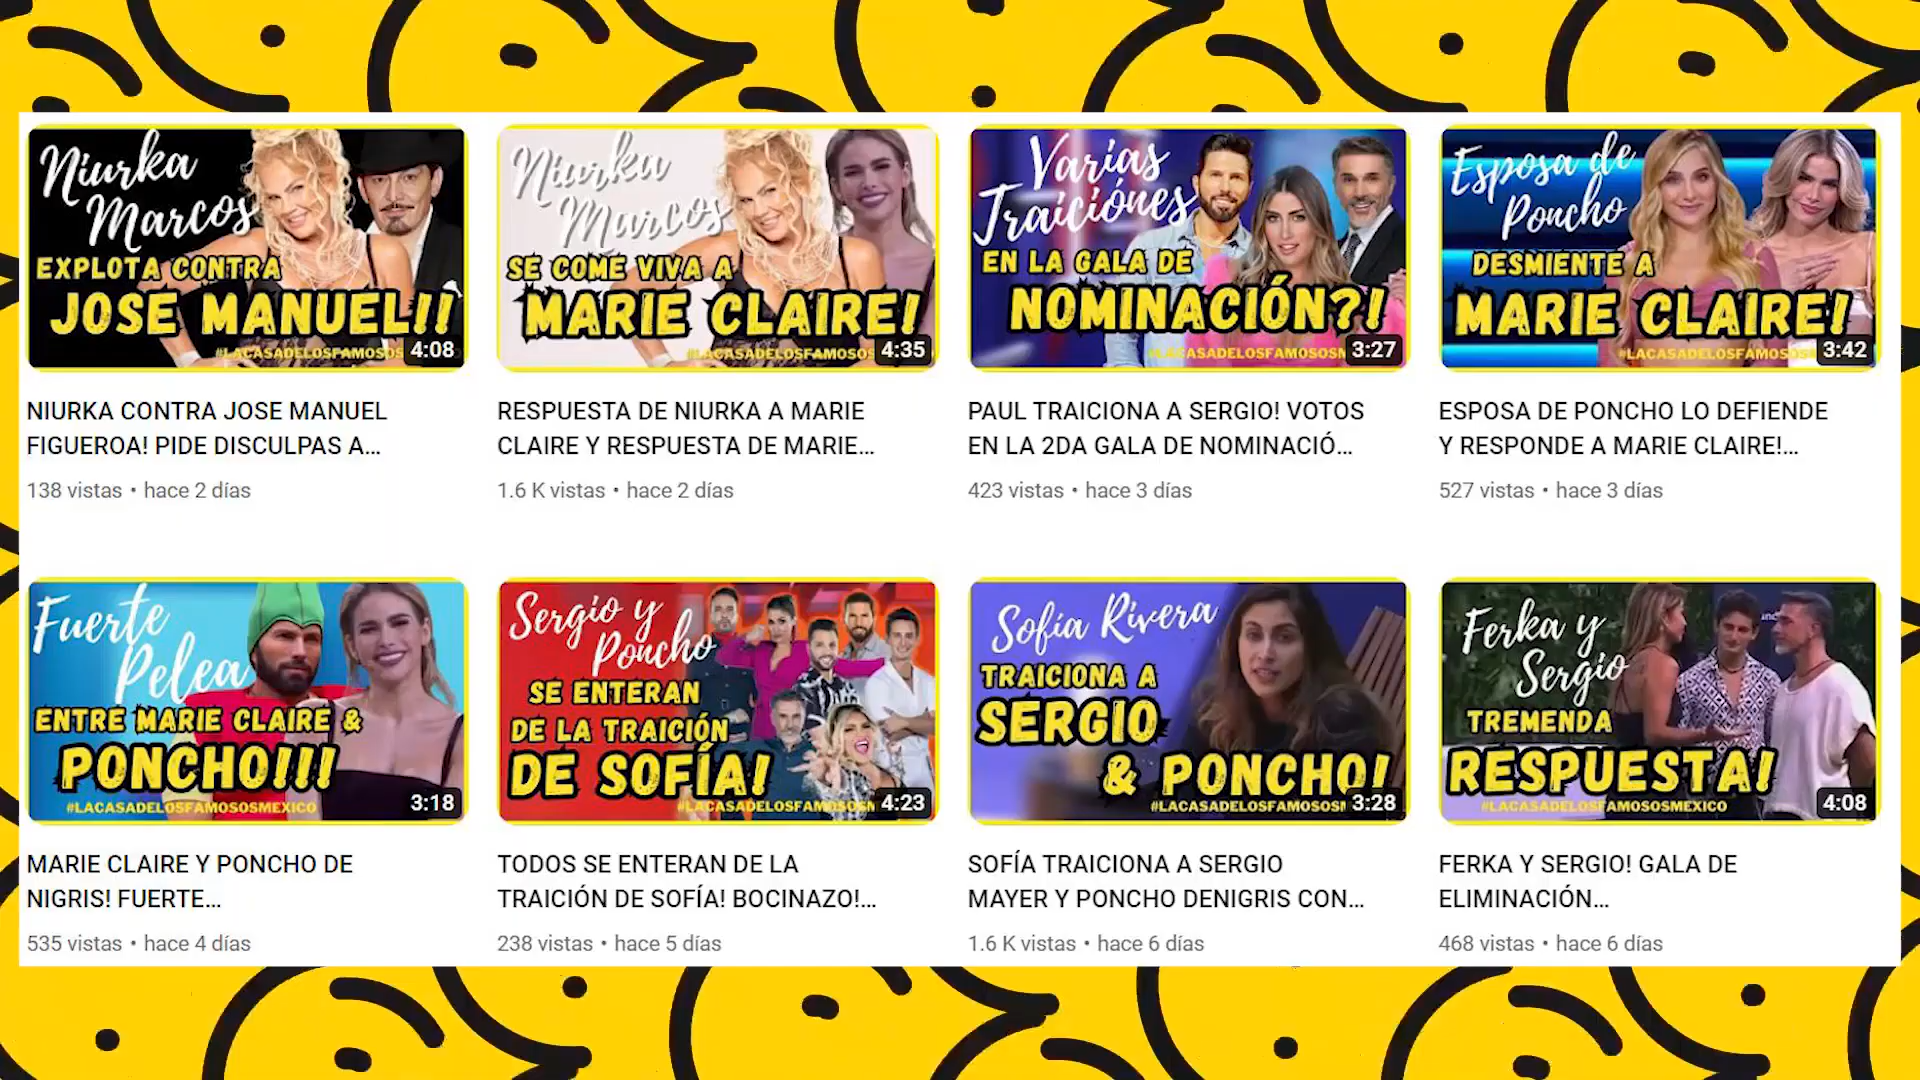 Niurka
Marcos
EXPLOTA CONTRA
JOSE MANUEL!!
#LACASADELOSFAMOSOS
4:08
NIURKA CONTRA JOSE MANUEL
FIGUEROA! PIDE DISCULPAS A...
138 vistas • hace 2 días
Niurka
Marcos
SE COME VIVA A
MARIE CLAIRE!
#LACASADELOSFAMOSOS
4:35
RESPUESTA DE NIURKA A MARIE
CLAIRE Y RESPUESTA DE MARIE...
1.6 K vistas • hace 2 días
Varias
Traiciónes
EN LA GALA DE
NOMINACIÓN?!
#LACASADELOSFAMOSOSM
3:27
PAUL TRAICIONA A SERGIO! VOTOS
EN LA 2DA GALA DE NOMINACIÓ...
423 vistas • hace 3 días
Esposa de
Poncho
DESMIENTE A
MARIE CLAIRE!
#LACASADELOSFAMOSOS
3:42
ESPOSA DE PONCHO LO DEFIENDE
Y RESPONDE A MARIE CLAIRE!...
527 vistas • hace 3 días
Fuerte
Pelea
ENTRE MARIE CLAIRE &
PONCHO!!!
#LACASADELOSFAMOSOSMEXICO
3:18
MARIE CLAIRE Y PONCHO DE
NIGRIS! FUERTE...
535 vistas • hace 4 días
Sergio y
Poncho
SE ENTERAN
DE LA TRAICIÓN
DE SOFÍA!
#LACASADELOSFAMOSOSM
4:23
TODOS SE ENTERAN DE LA
TRAICIÓN DE SOFÍA! BOCINAZO!...
238 vistas • hace 5 días
Sofía Rivera
TRAICIONA A
SERGIO
& PONCHO!
#LACASADELOSFAMOSOSM
3:28
SOFÍA TRAICIONA A SERGIO
MAYER Y PONCHO DENIGRIS CON...
1.6 K vistas • hace 6 días
Ferka y
Sergio
TREMENDA
RESPUESTA!
#LACASADELOSFAMOSOSMEXICO
4:08
FERKA Y SERGIO! GALA DE
ELIMINACIÓN...
468 vistas • hace 6 días